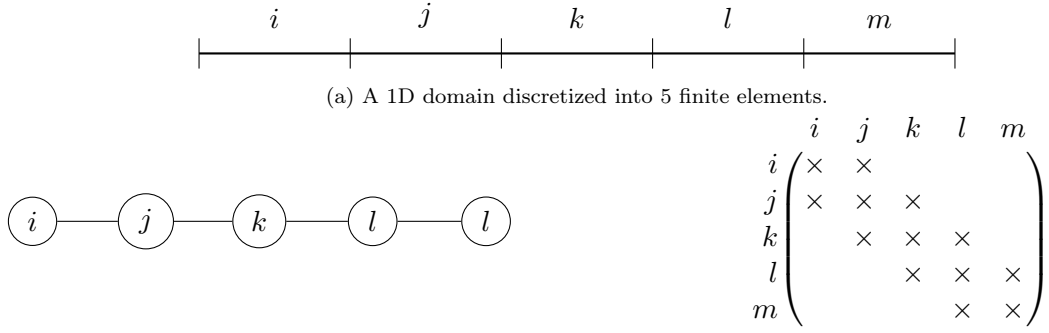 i j k l m
(a) A 1D domain discretized into 5 finite elements.
i j k l l
i j k l m
i × ×
j × × ×
k × × ×
l × × ×
m × ×